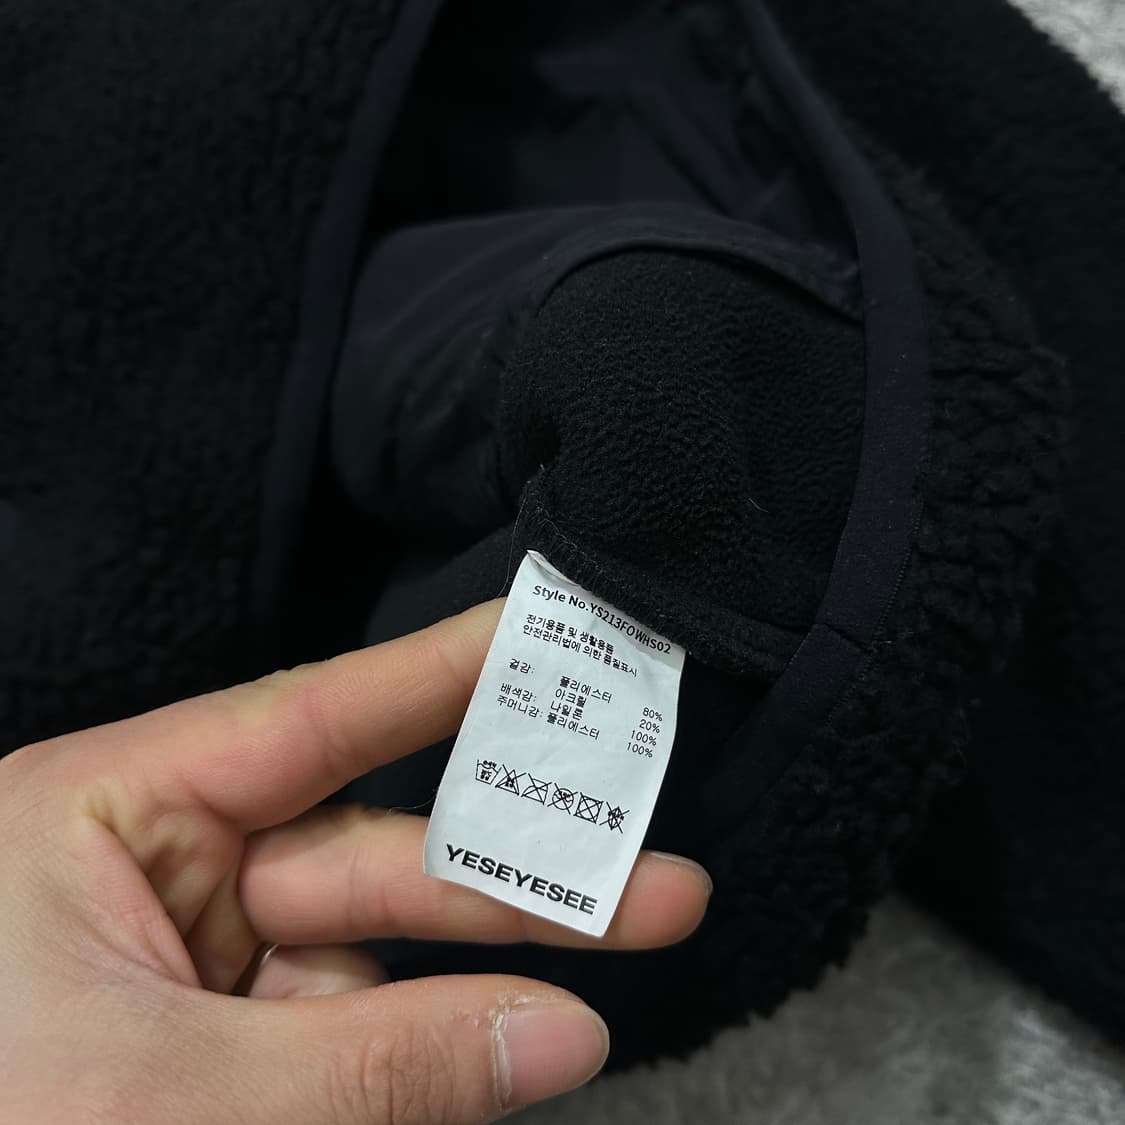 Style No.YS213FOWHS02
전기용품 및 생활용품
안전관리법에 의한 품질표시
겉감: 폴리에스터 80%
아크릴 20%
배색감: 나일론 100%
주머니감: 폴리에스터 100%
YESEYESEE